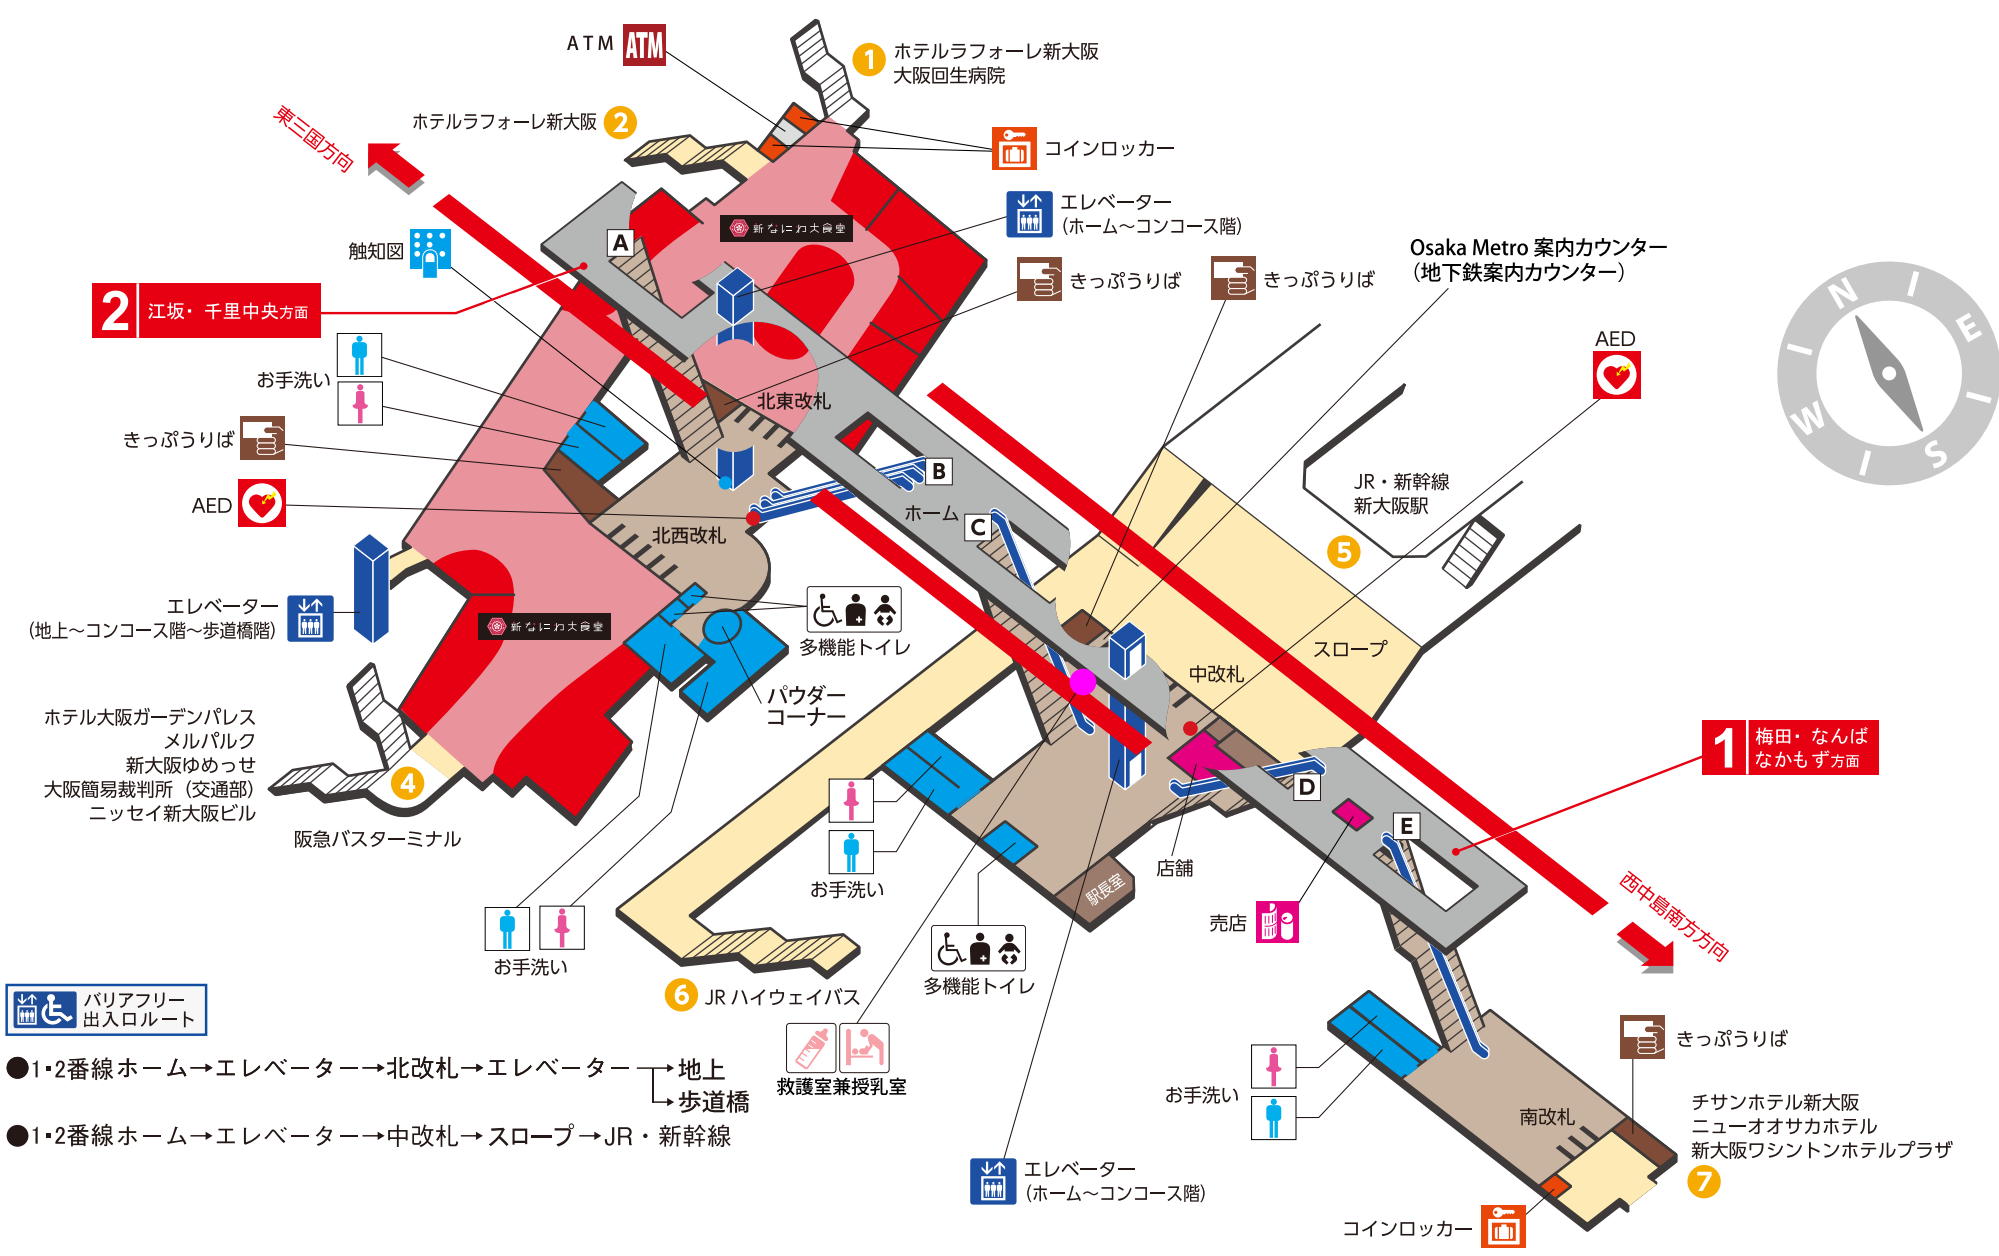 ATM
ATM
1
ホテルラフォーレ新大阪
大阪回生病院
ホテルラフォーレ新大阪
2
東三国方向
コインロッカー
エレベーター
(ホーム～コンコース階)
新なにわ大食堂
触知図
A
きっぷうりば
きっぷうりば
Osaka Metro 案内カウンター
(地下鉄案内カウンター)
N
E
S
W
2
江坂・千里中央方面
AED
お手洗い
北東改札
きっぷうりば
B
JR・新幹線
新大阪駅
AED
ホーム
C
北西改札
5
エレベーター
(地上～コンコース階～歩道橋階)
新なにわ大食堂
多機能トイレ
スロープ
中改札
パウダー
コーナー
ホテル大阪ガーデンパレス
メルパルク
新大阪ゆめっせ
大阪簡易裁判所（交通部）
ニッセイ新大阪ビル
4
阪急バスターミナル
1
梅田・なんば
なかもず方面
D
E
お手洗い
店舗
駅長室
売店
西中島南方方向
お手洗い
多機能トイレ
6
JRハイウェイバス
バリアフリー
出入口ルート
●1・2番線ホーム→エレベーター→北改札→エレベーター→地上
→歩道橋
●1・2番線ホーム→エレベーター→中改札→スロープ→JR・新幹線
救護室兼授乳室
エレベーター
(ホーム～コンコース階)
きっぷうりば
お手洗い
南改札
チサンホテル新大阪
ニューオオサカホテル
新大阪ワシントンホテルプラザ
7
コインロッカー